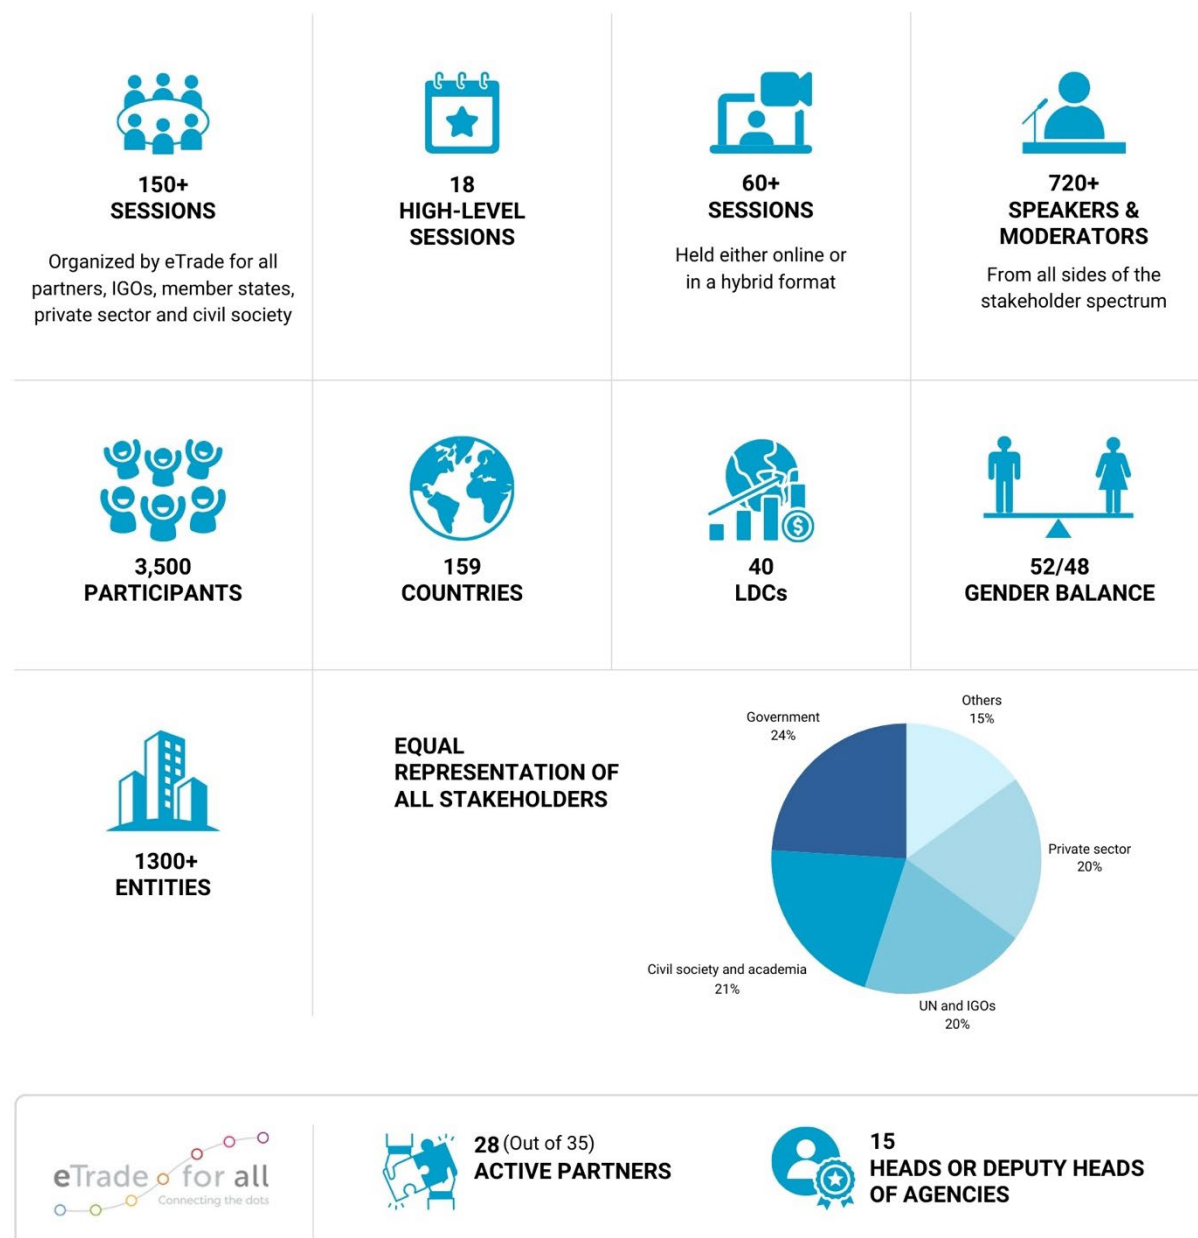 150+
SESSIONS
Organized by eTrade for all
partners, IGOs, member states,
private sector and civil society
18
HIGH-LEVEL
SESSIONS
60+
SESSIONS
Held either online or
in a hybrid format
720+
SPEAKERS &
MODERATORS
From all sides of the
stakeholder spectrum
3,500
PARTICIPANTS
159
COUNTRIES
$
40
LDCs
52/48
GENDER BALANCE
1300+
ENTITIES
EQUAL
REPRESENTATION OF
ALL STAKEHOLDERS
Government
24%
Others
15%
Private sector
20%
Civil society and academia
21%
UN and IGOs
20%
eTrade for all
Connecting the dots
28 (Out of 35)
ACTIVE PARTNERS
15
HEADS OR DEPUTY HEADS
OF AGENCIES